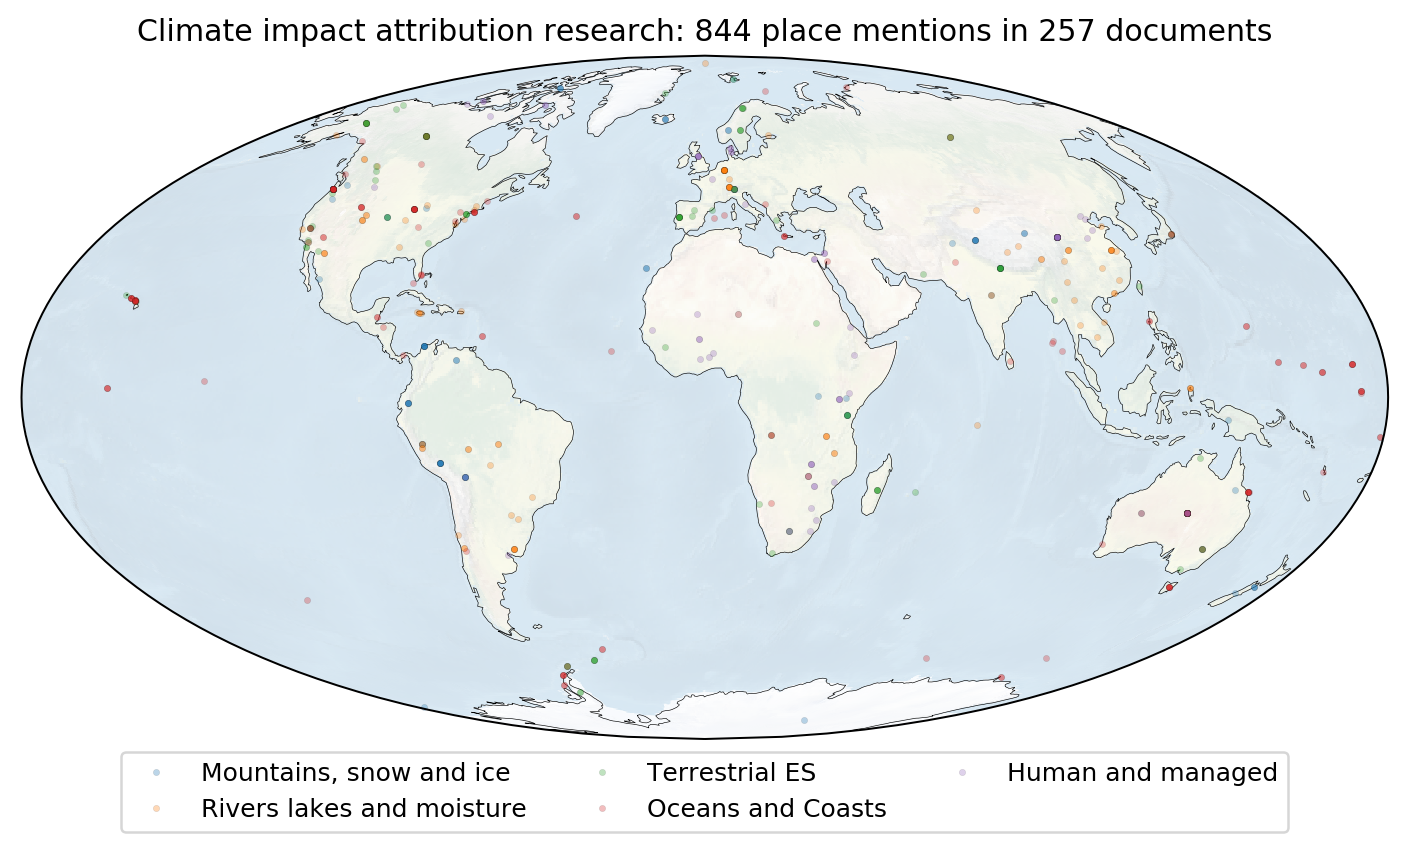 Climate impact attribution research: 844 place mentions in 257 documents
Mountains, snow and ice
Terrestrial ES
Human and managed
Rivers lakes and moisture
Oceans and Coasts